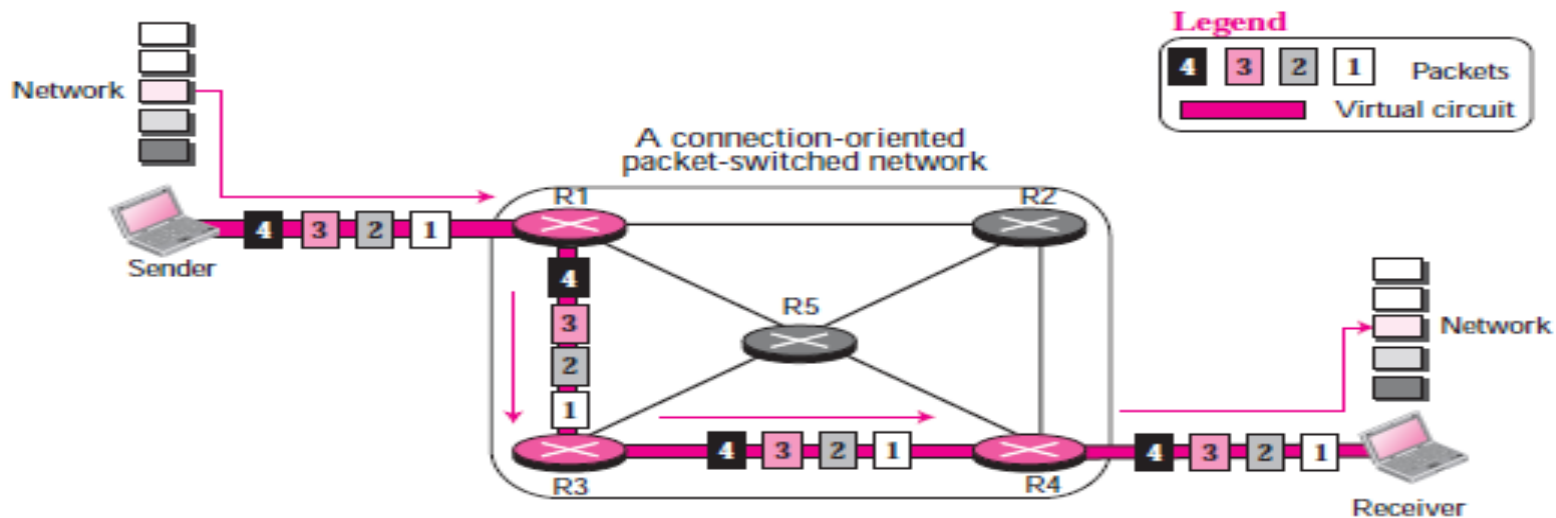 Legend
4 3 2 1 Packets
Virtual circuit
Network
A connection-oriented
packet-switched network
R1
R2
4 3 2 1
Sender
4
3
2
1
R5
Network
4 3 2 1
4 3 2 1
R3
R4
Receiver